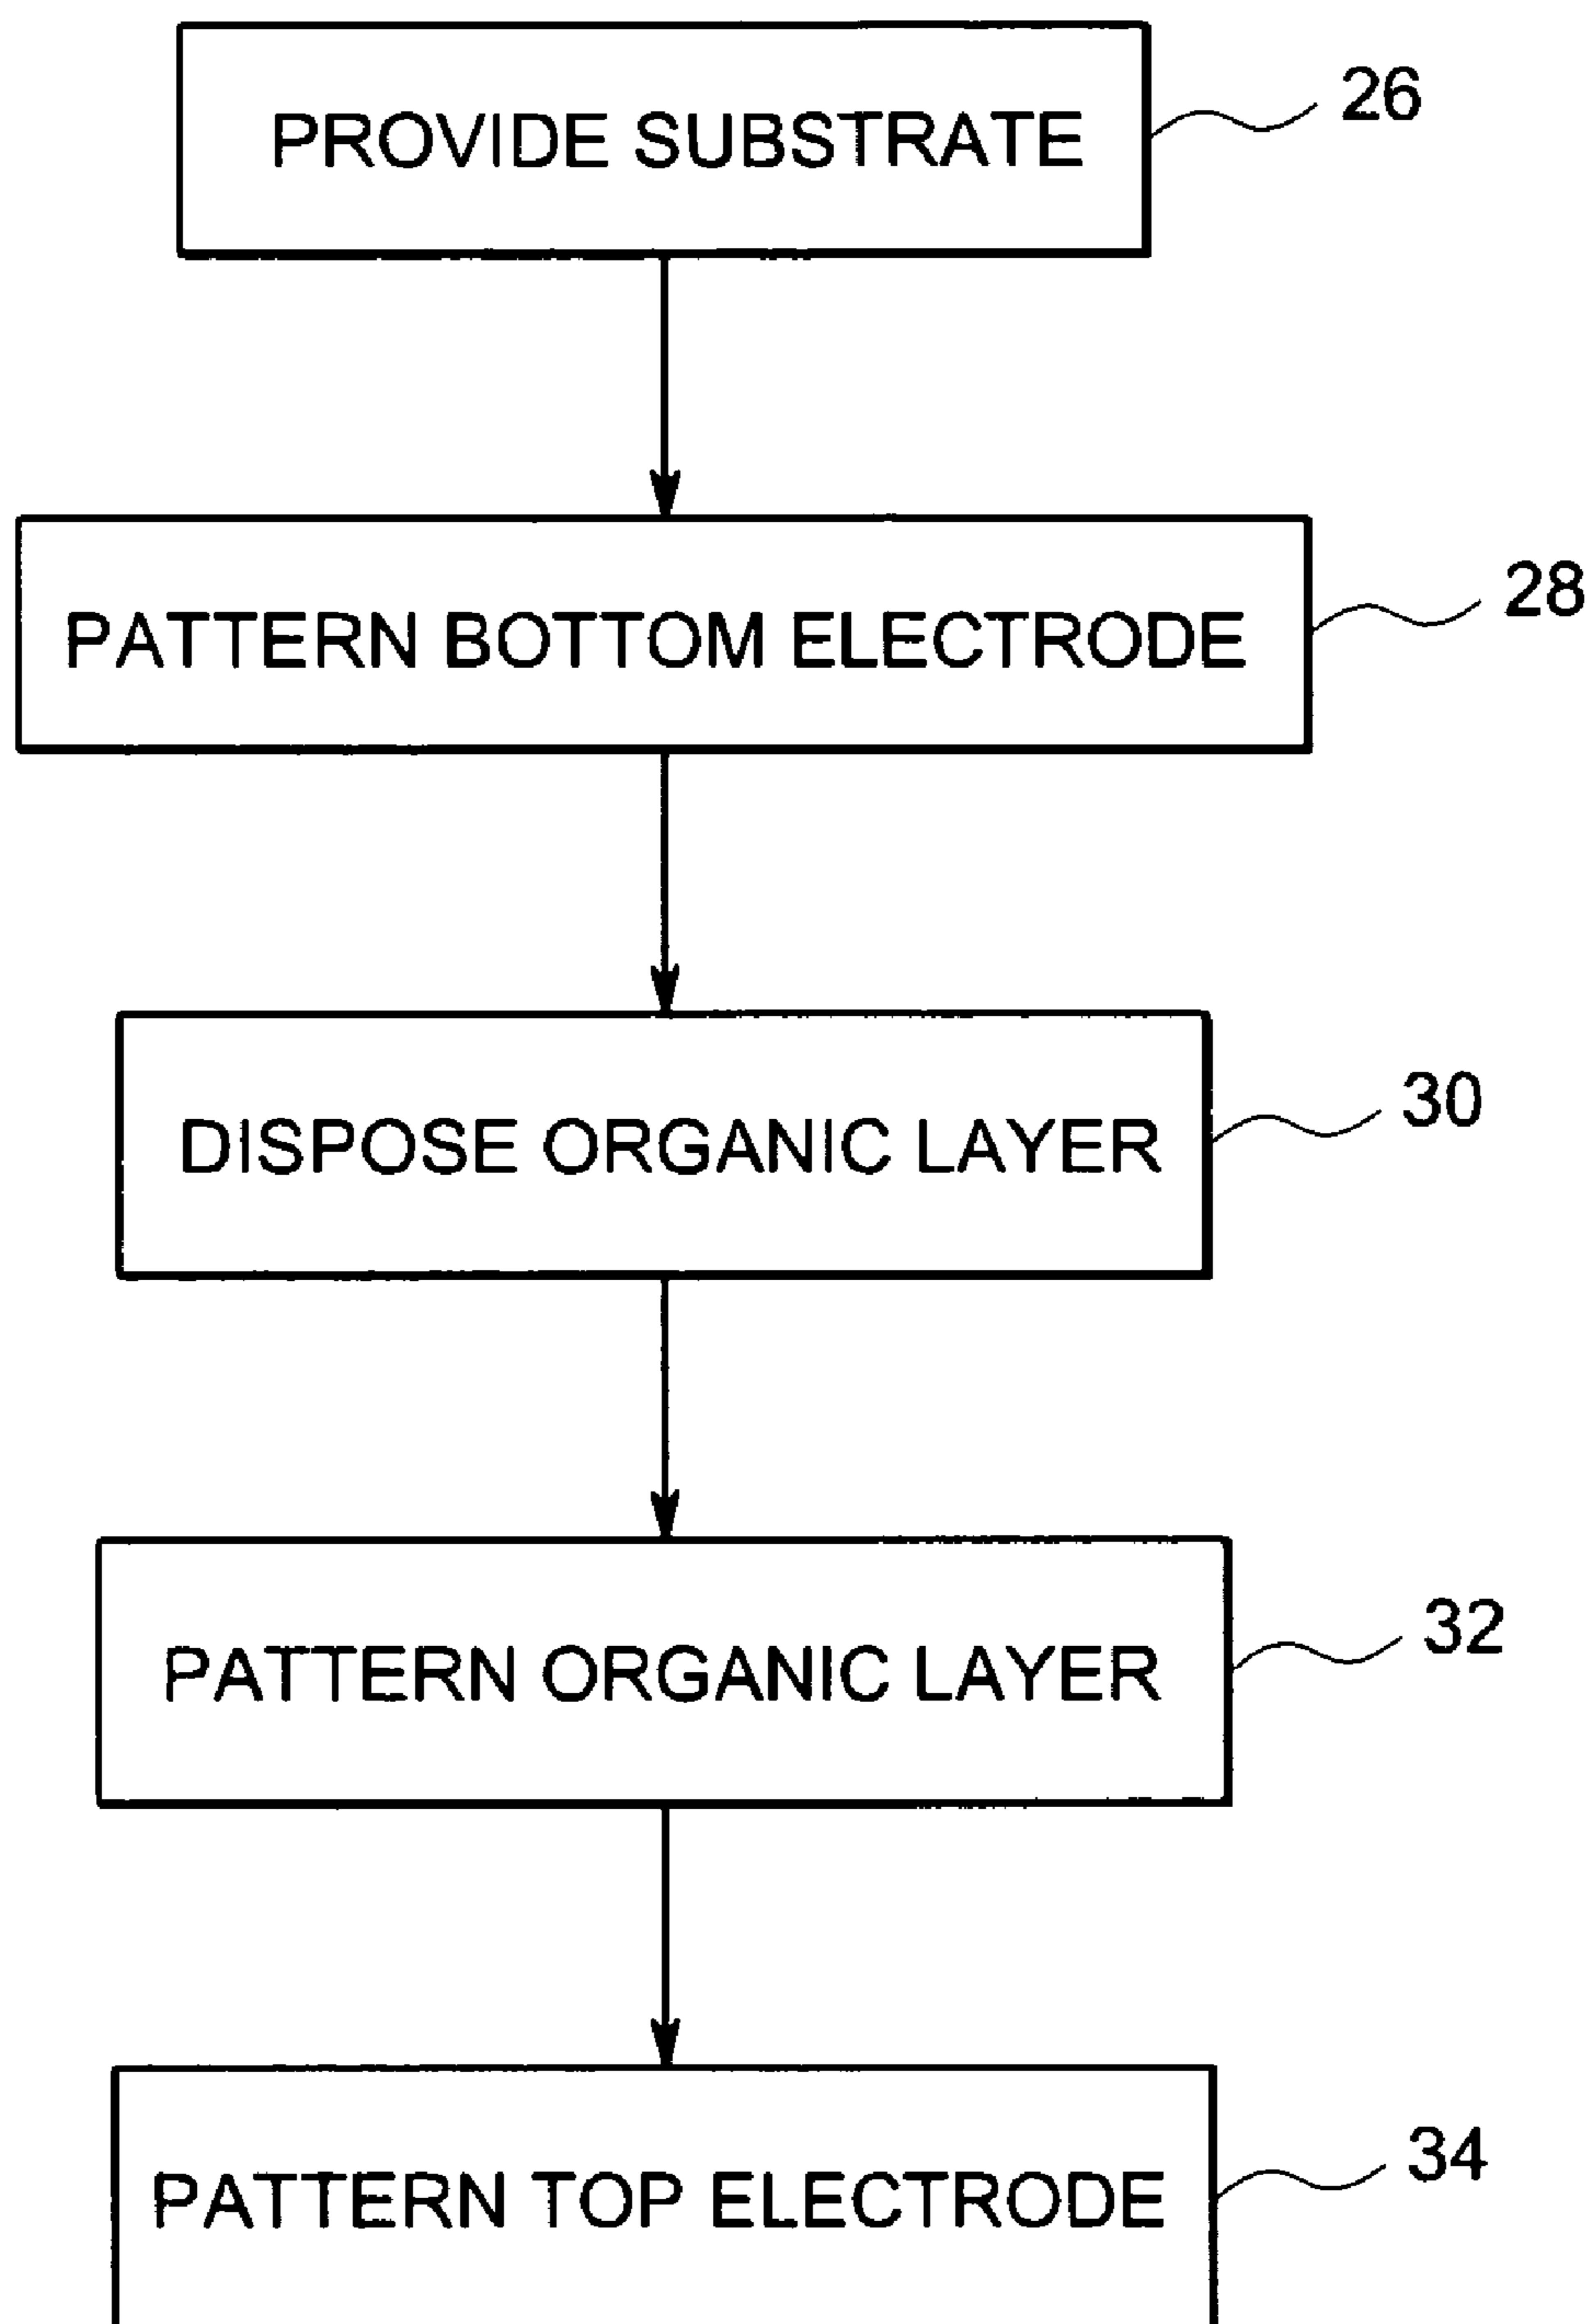 PROVIDE SUBSTRATE
26
PATTERN BOTTOM ELECTRODE
28
DISPOSE ORGANIC LAYER
30
PATTERN ORGANIC LAYER
32
PATTERN TOP ELECTRODE
34